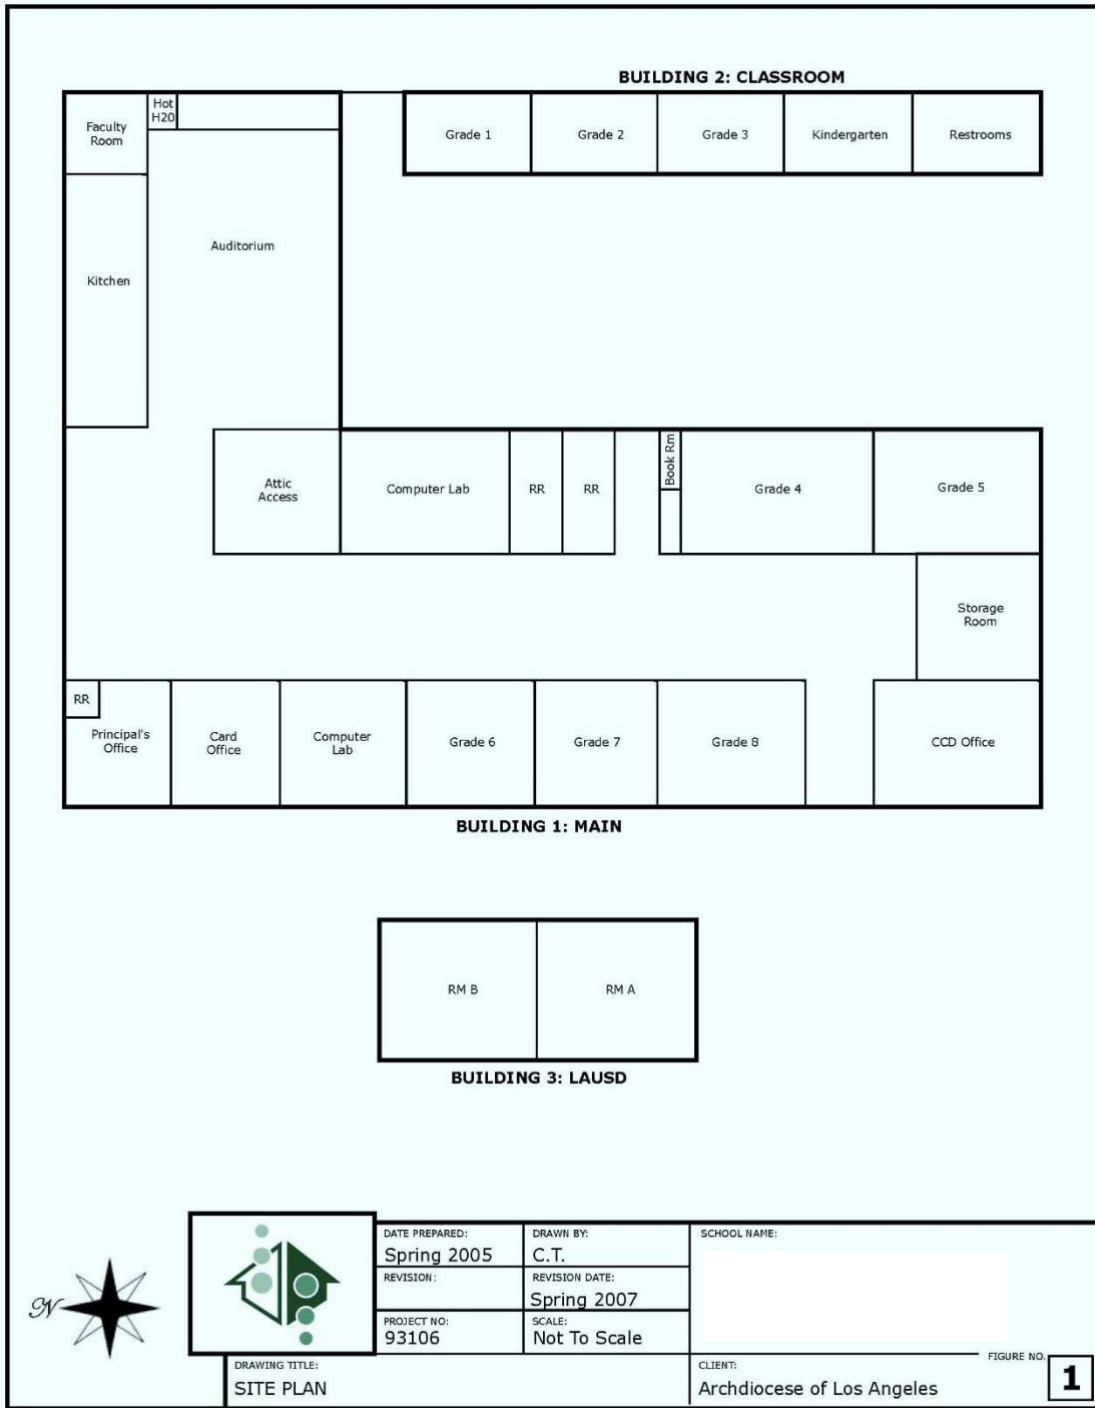 BUILDING 2: CLASSROOM
Faculty
Room
Hot
H20
Grade 1
Grade 2
Grade 3
Kindergarten
Restrooms
Auditorium
Kitchen
Attic
Access
Computer Lab
RR
RR
Book Rm
Grade 4
Grade 5
Storage
Room
RR
Principal's
Office
Card
Office
Computer
Lab
Grade 6
Grade 7
Grade 8
CCD Office
BUILDING 1: MAIN
RM B
RM A
BUILDING 3: LAUSD
N
DATE PREPARED:
Spring 2005
DRAWN BY:
C.T.
SCHOOL NAME:
REVISION:
REVISION DATE:
Spring 2007
PROJECT NO:
93106
SCALE:
Not To Scale
DRAWING TITLE:
SITE PLAN
CLIENT:
Archdiocese of Los Angeles
FIGURE NO.
1